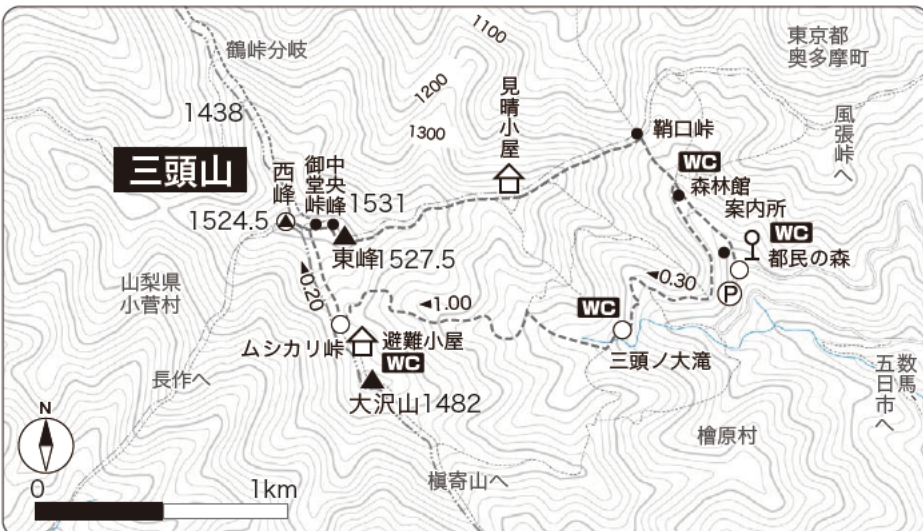 鶴峠分岐
1100
東京都
奥多摩町
1200
1300
見晴小屋
1438
鞘口峠
風張峠へ
三頭山
西峰
御堂峠
中央峰
1531
WC
森林館
案内所
WC
1524.5
東峰1527.5
都民の森
P
山梨県
小菅村
0.20
1.00
0.30
WC
ムシカリ峠
避難小屋
WC
三頭ノ大滝
長作へ
大沢山1482
数馬
五日市へ
檜原村
槇寄山へ
N
0
1km